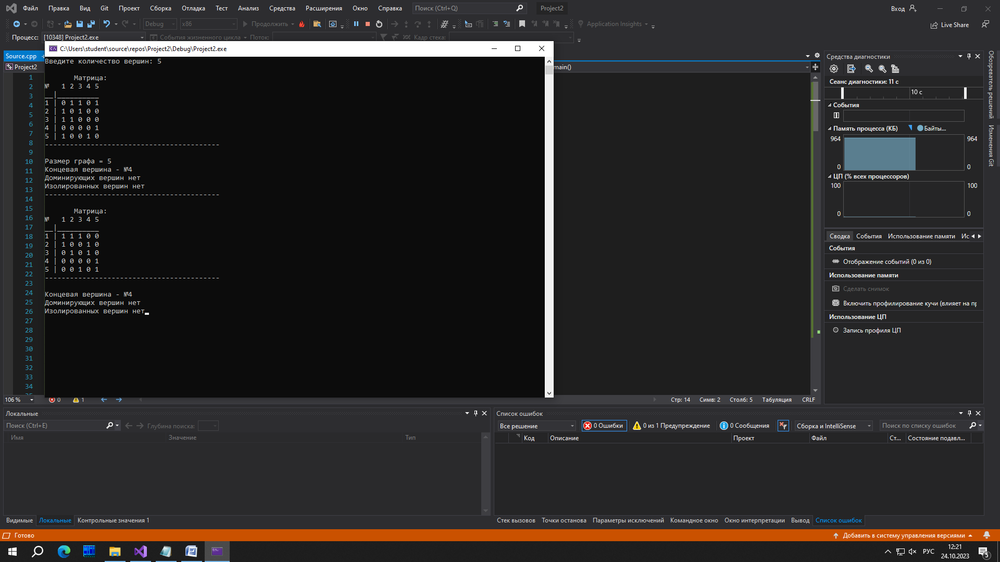 Файл Правка Вид Git Проект Сборка Отладка Тест Анализ Средства Расширения Окно Справка Поиск (Ctrl+Q) Project2 Вход
Debug x86 Продолжить Application Insights Live Share
Процесс: [10348] Project2.exe События жизненного цикла Поток: Кадр стека:
C:\Users\student\source\repos\Project2\Debug\Project2.exe
Source.cpp
Project2
main()
1
2
3
4
5
6
7
8
9
10
11
12
13
14
15
16
17
18
19
20
21
22
23
24
25
26
27
28
29
30
31
32
33
34
35
Введите количество вершин: 5
Матрица:
№ 1 2 3 4 5
__|__________
1 | 0 1 1 0 1
2 | 1 0 1 0 0
3 | 1 1 0 0 0
4 | 0 0 0 0 1
5 | 1 0 0 1 0
------------------------------------------
Размер графа = 5
Концевая вершина - №4
Доминирующих вершин нет
Изолированных вершин нет
------------------------------------------
Матрица:
№ 1 2 3 4 5
__|__________
1 | 1 1 1 0 0
2 | 1 0 0 1 0
3 | 0 1 0 1 0
4 | 0 0 0 0 1
5 | 0 0 1 0 1
------------------------------------------
Концевая вершина - №4
Доминирующих вершин нет
Изолированных вершин нет
106 % 0 1 Стр: 14 Симв: 2 Столб: 5 Табуляция CRLF
Средства диагностики
Сеанс диагностики: 11 с
10 с
События
Память процесса (КБ) Байты...
964 964
0 0
ЦП (% всех процессоров)
100 100
0 0
Сводка События Использование памяти Ис
События
Отображение событий (0 из 0)
Использование памяти
Сделать снимок
Включить профилирование кучи (влияет на пр
Использование ЦП
Запись профиля ЦП
Обозреватель решений
Изменения Git
Локальные
Поиск (Ctrl+E) Глубина поиска:
Имя Значение Тип
Видимые Локальные Контрольные значения 1
Список ошибок
Все решение 0 Ошибки 0 из 1 Предупреждение 0 Сообщения Сборка и IntelliSense Поиск по списку ошибок
Код Описание Проект Файл Ст... Состояние подавл...
Стек вызовов Точки останова Параметры исключений Командное окно Окно интерпретации Вывод Список ошибок
Готово Добавить в систему управления версиями
РУС 12:21
24.10.2023 5